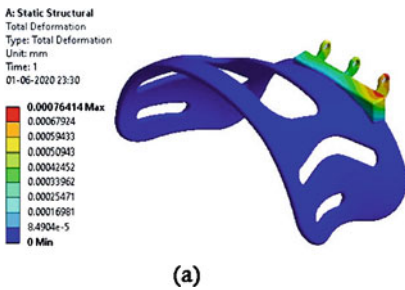 A: Static Structural
Total Deformation
Type: Total Deformation
Unit: mm
Time: 1
01-06-2020 23:30
0.00076414 Max
0.00067924
0.00059433
0.00050943
0.00042452
0.00033962
0.00025471
0.00016981
8.4904e-5
0 Min
(a)